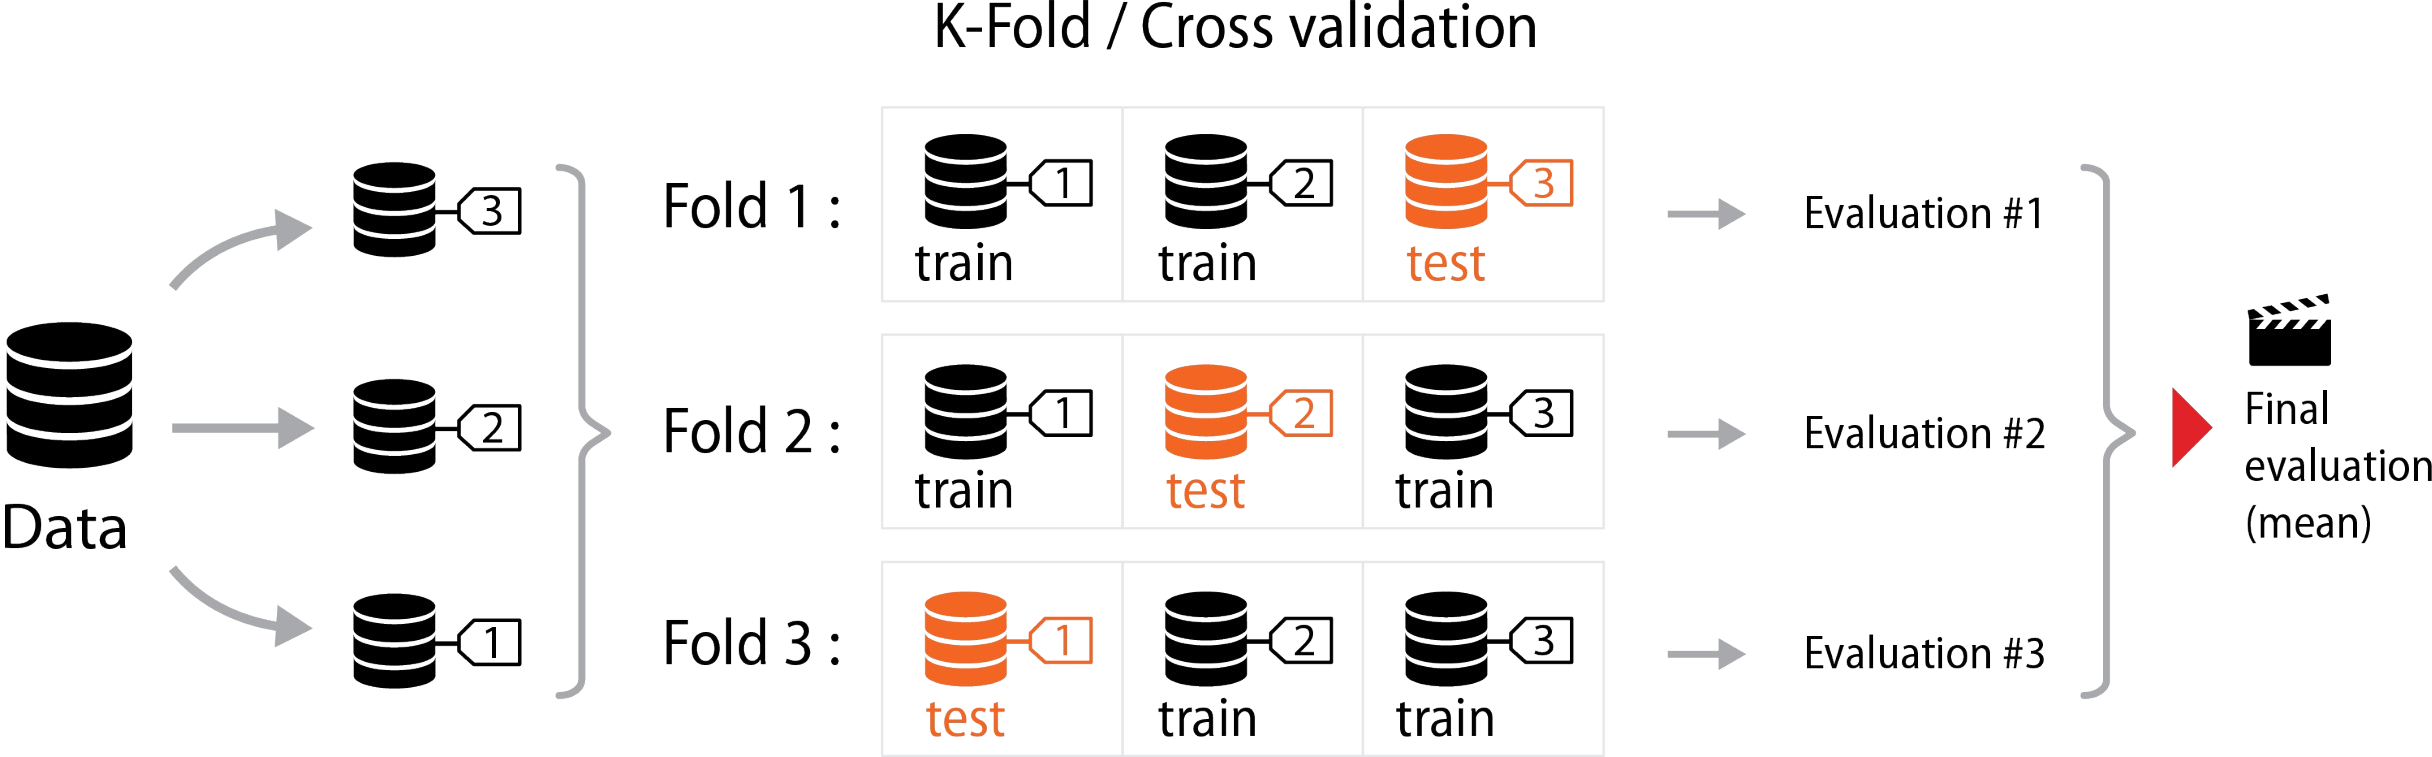 K-Fold / Cross validation
Data
3
2
1
Fold 1 :
1
train
2
train
3
test
Evaluation #1
Fold 2 :
1
train
2
test
3
train
Evaluation #2
Fold 3 :
1
test
2
train
3
train
Evaluation #3
Final
evaluation
(mean)